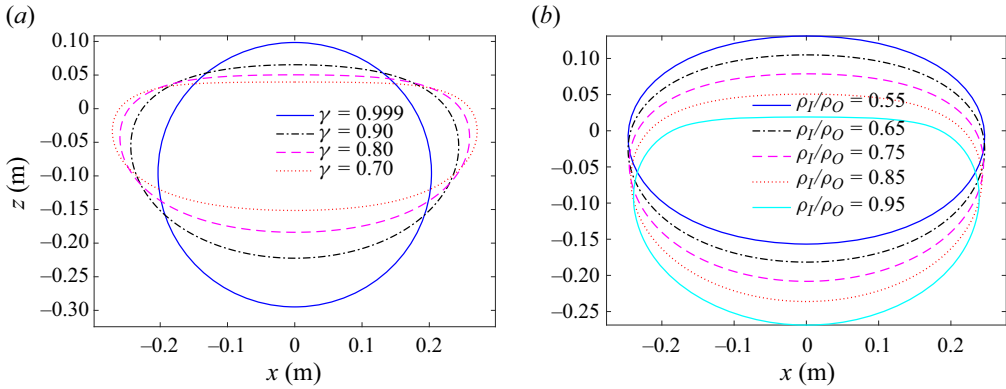 (a)
0.10
0.05
0
−0.05
−0.10
−0.15
−0.20
−0.25
−0.30
z (m)
γ = 0.999
γ = 0.90
γ = 0.80
γ = 0.70
−0.2 −0.1 0 0.1 0.2
x (m)
(b)
0.10
0.05
0
−0.05
−0.10
−0.15
−0.20
−0.25
ρI/ρO = 0.55
ρI/ρO = 0.65
ρI/ρO = 0.75
ρI/ρO = 0.85
ρI/ρO = 0.95
−0.2 −0.1 0 0.1 0.2
x (m)